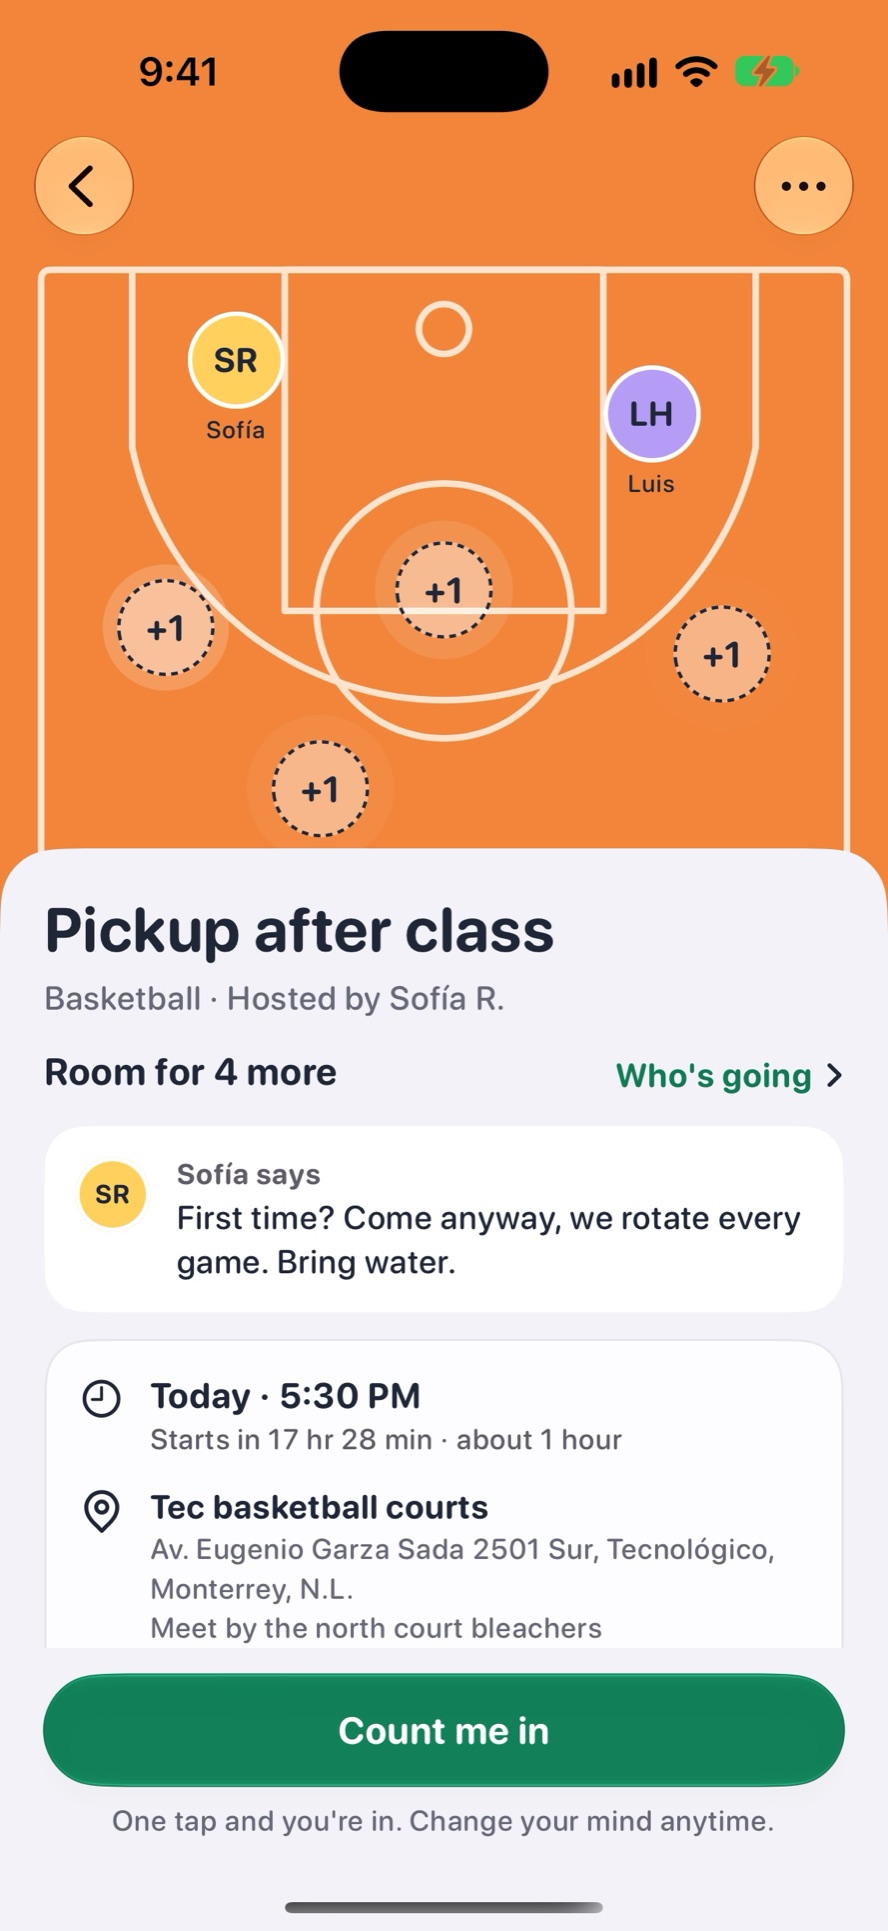 9:41
SR
Sofía
LH
Luis
+1
+1
+1
+1
Pickup after class
Basketball · Hosted by Sofía R.
Room for 4 more
Who's going
SR
Sofía says
First time? Come anyway, we rotate every
game. Bring water.
Today · 5:30 PM
Starts in 17 hr 28 min · about 1 hour
Tec basketball courts
Av. Eugenio Garza Sada 2501 Sur, Tecnológico,
Monterrey, N.L.
Meet by the north court bleachers
Count me in
One tap and you're in. Change your mind anytime.